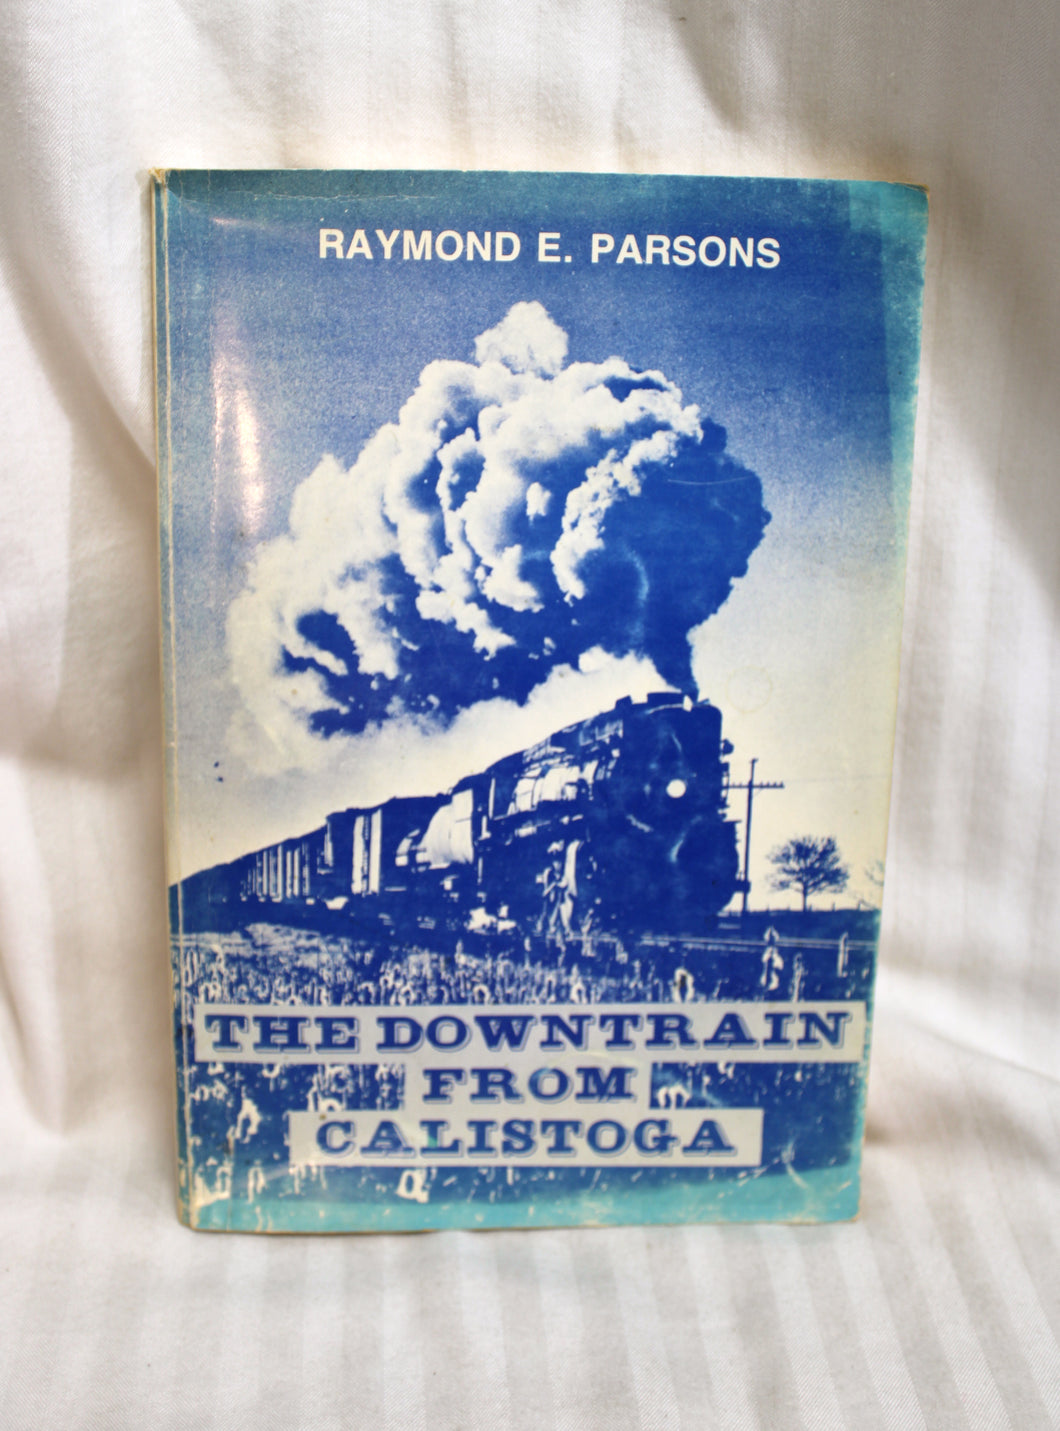 RAYMOND E. PARSONS
THE DOWNTRAIN
FROM
CALISTOGA